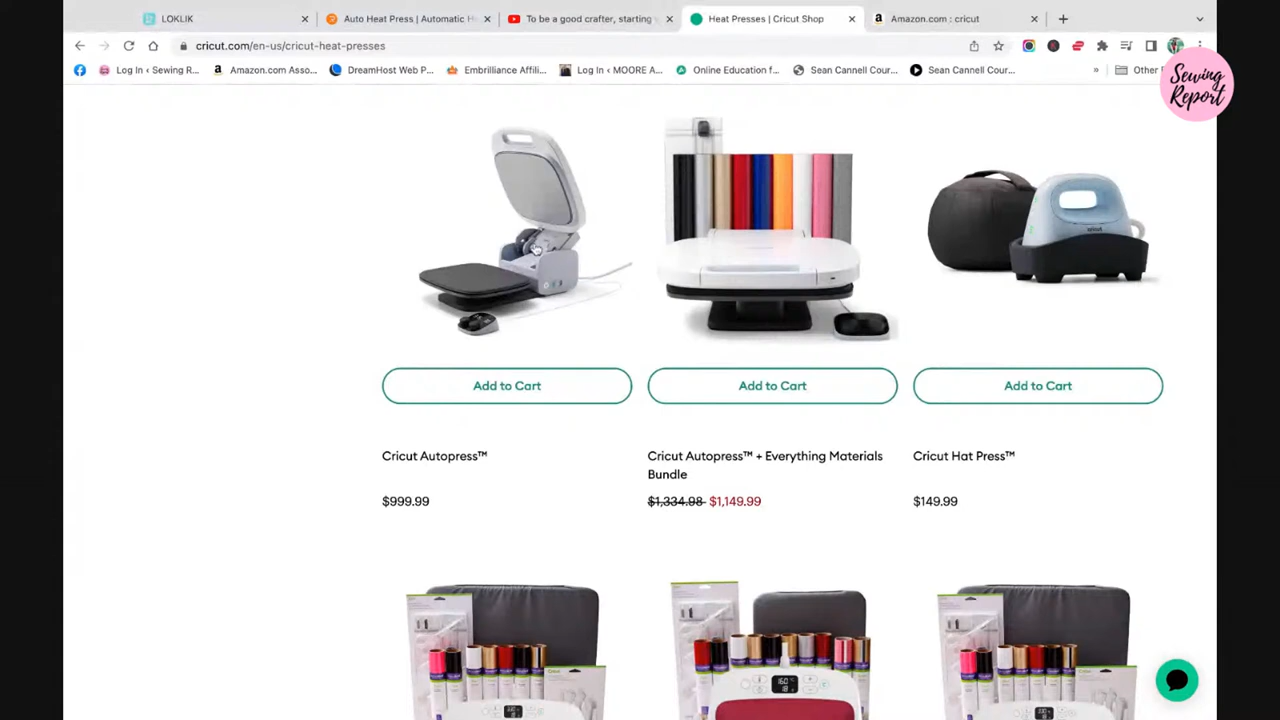 LOKLIK
Auto Heat Press | Automatic H
To be a good crafter, starting
Heat Presses | Cricut Shop
Amazon.com : cricut
cricut.com/en-us/cricut-heat-presses
Log In ‹ Sewing R...
Amazon.com Asso...
DreamHost Web P...
Embrilliance Affili...
Log In ‹ MOORE A...
Online Education f...
Sean Cannell Cour...
Sean Cannell Cour...
»
Other
Sewing
Report
Add to Cart
Add to Cart
Add to Cart
Cricut Autopress™
Cricut Autopress™ + Everything Materials
Bundle
Cricut Hat Press™
$999.99
$1,334.98 $1,149.99
$149.99